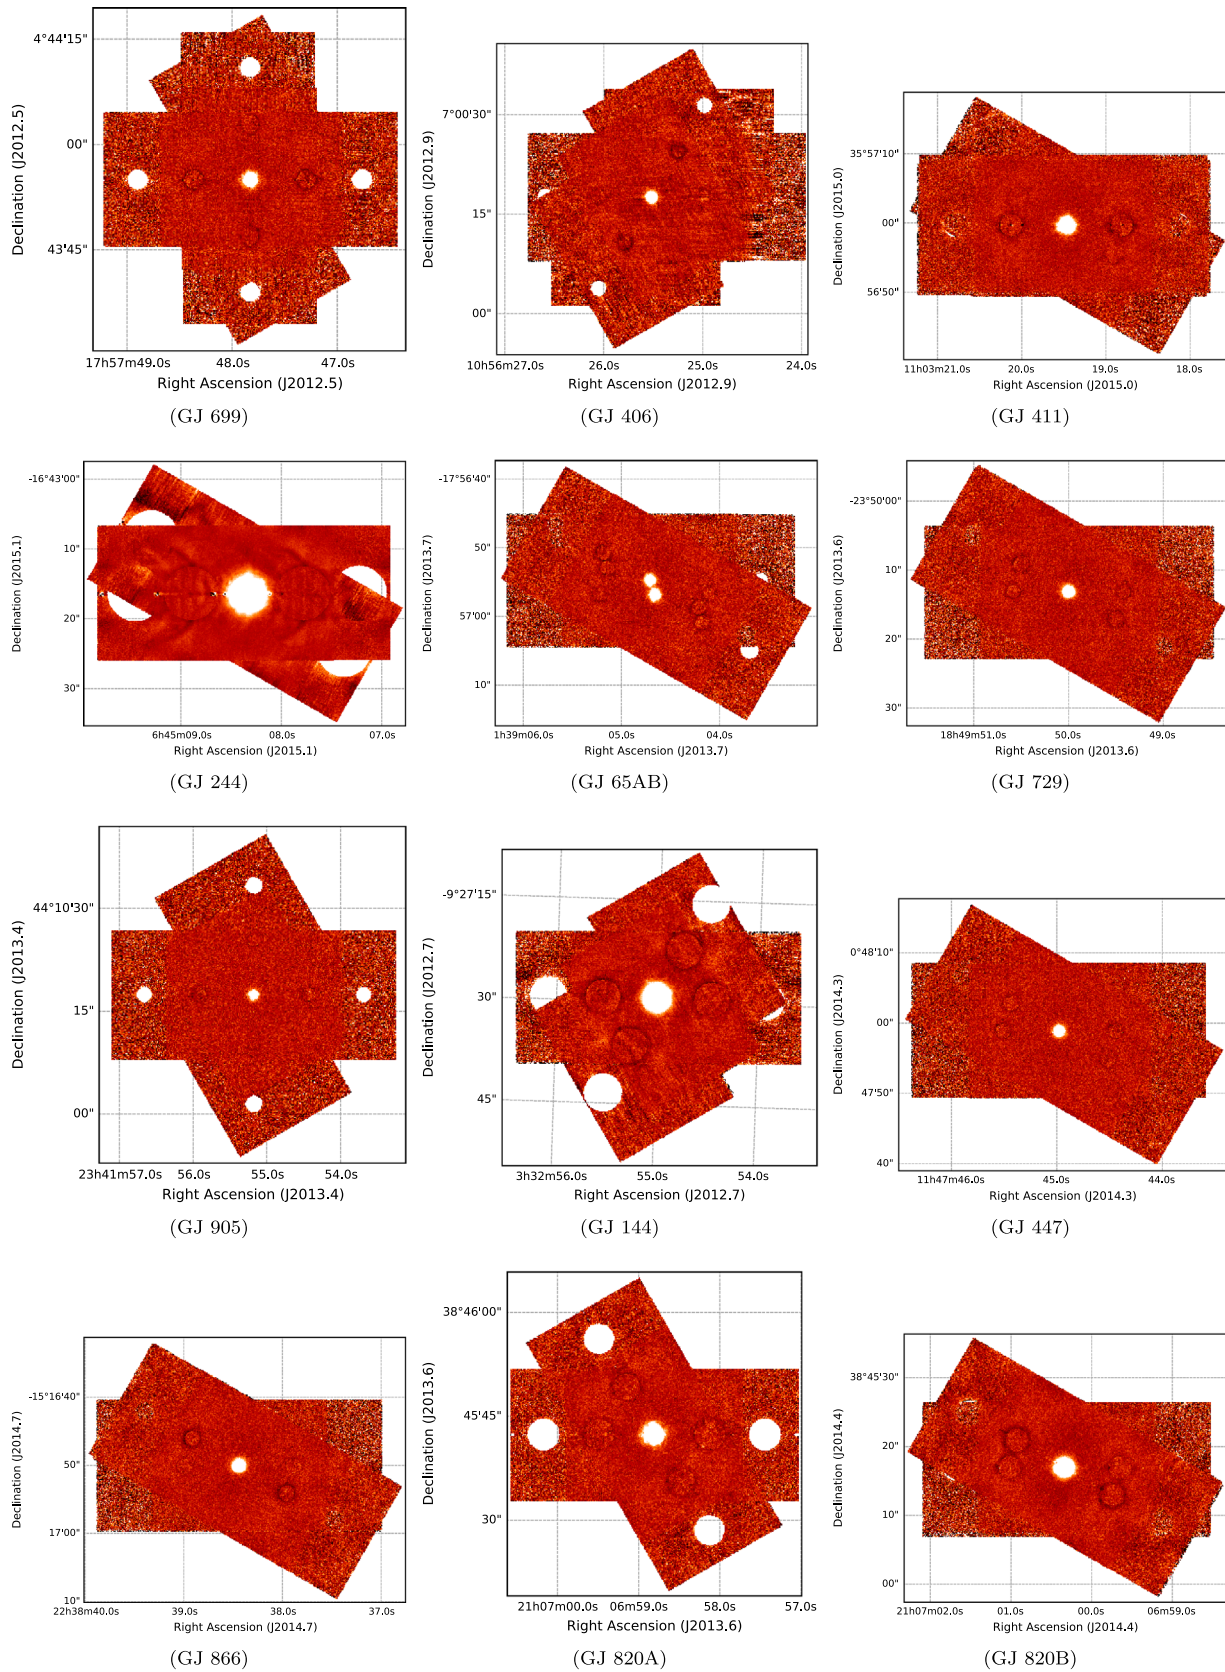 4°44'15"
00"
43'45"
Declination (J2012.5)
17h57m49.0s 48.0s 47.0s
Right Ascension (J2012.5)
(GJ 699)
7°00'30"
15"
00"
Declination (J2012.9)
10h56m27.0s 26.0s 25.0s 24.0s
Right Ascension (J2012.9)
(GJ 406)
35°57'10"
00"
56'50"
Declination (J2015.0)
11h03m21.0s 20.0s 19.0s 18.0s
Right Ascension (J2015.0)
(GJ 411)
-16°43'00"
10"
20"
30"
Declination (J2015.1)
6h45m09.0s 08.0s 07.0s
Right Ascension (J2015.1)
(GJ 244)
-17°56'40"
50"
57'00"
10"
Declination (J2013.7)
1h39m06.0s 05.0s 04.0s
Right Ascension (J2013.7)
(GJ 65AB)
-23°50'00"
10"
20"
30"
Declination (J2013.6)
18h49m51.0s 50.0s 49.0s
Right Ascension (J2013.6)
(GJ 729)
44°10'30"
15"
00"
Declination (J2013.4)
23h41m57.0s 56.0s 55.0s 54.0s
Right Ascension (J2013.4)
(GJ 905)
-9°27'15"
30"
45"
Declination (J2012.7)
3h32m56.0s 55.0s 54.0s
Right Ascension (J2012.7)
(GJ 144)
0°48'10"
00"
47'50"
40"
Declination (J2014.3)
11h47m46.0s 45.0s 44.0s
Right Ascension (J2014.3)
(GJ 447)
-15°16'40"
50"
17'00"
10"
Declination (J2014.7)
22h38m40.0s 39.0s 38.0s 37.0s
Right Ascension (J2014.7)
(GJ 866)
38°46'00"
45'45"
30"
Declination (J2013.6)
21h07m00.0s 06m59.0s 58.0s 57.0s
Right Ascension (J2013.6)
(GJ 820A)
38°45'30"
20"
10"
00"
Declination (J2014.4)
21h07m02.0s 01.0s 00.0s 06m59.0s
Right Ascension (J2014.4)
(GJ 820B)